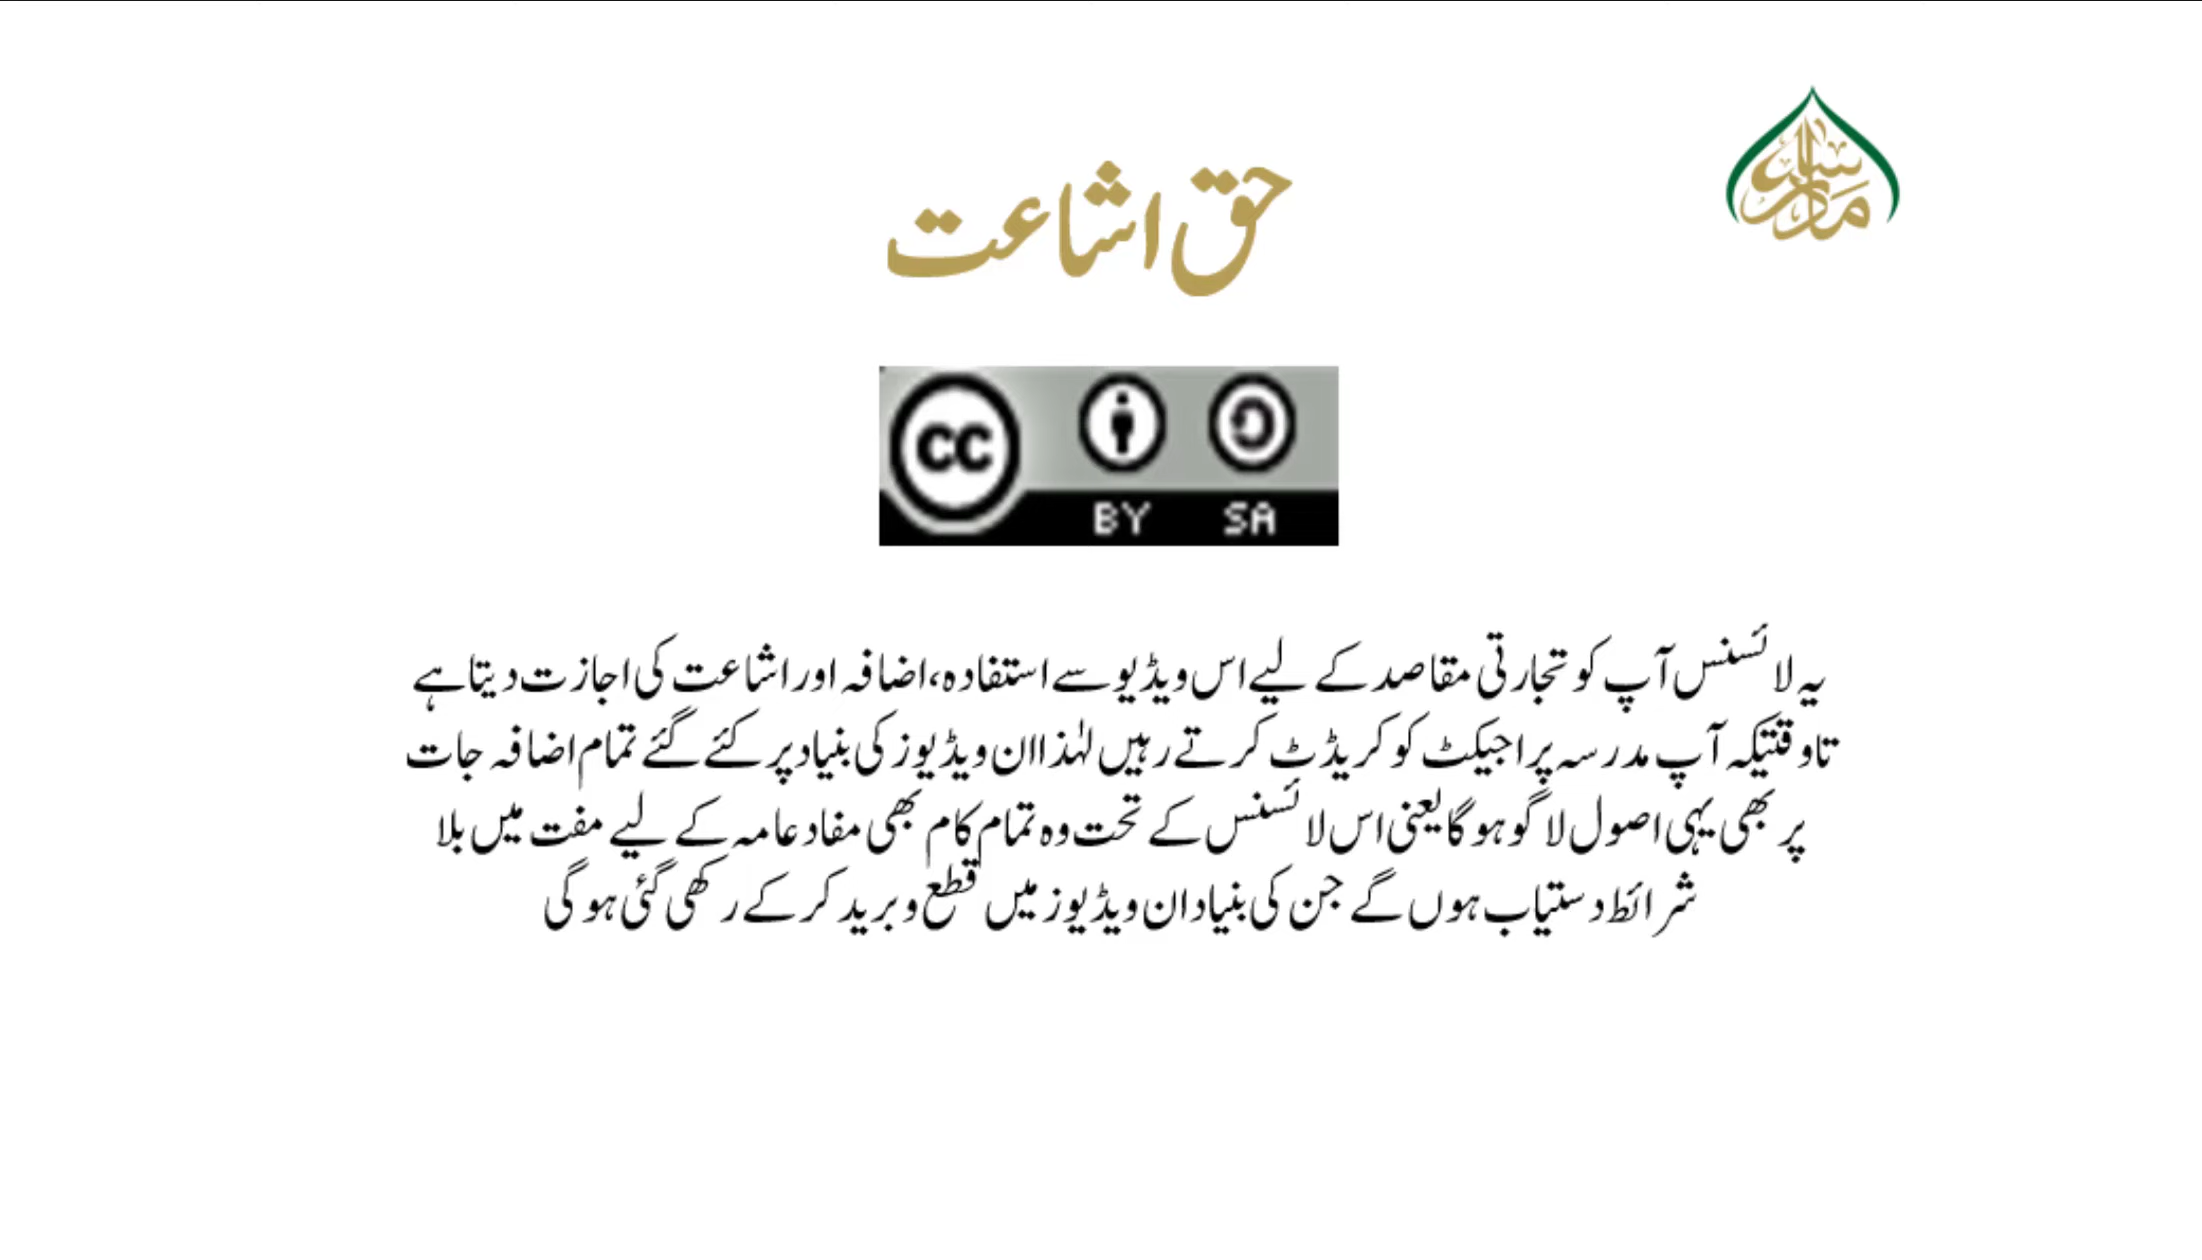 مدرسہ
حق اشاعت
cc
BY SA
یہ لائسنس آپ کو تجارتی مقاصد کے لیے اس ویڈیو سے استفادہ، اضافہ اور اشاعت کی اجازت دیتا ہے
تاوقتیکہ آپ مدرسہ پراجیکٹ کو کریڈٹ کرتے رہیں لہٰذا ان ویڈیوز کی بنیاد پر کئے گئے تمام اضافہ جات
پر بھی یہی اصول لاگو ہوگا یعنی اس لائسنس کے تحت وہ تمام کام بھی مفاد عامہ کے لیے مفت میں بلا
شرائط دستیاب ہوں گے جن کی بنیاد ان ویڈیوز میں قطع و برید کر کے رکھی گئی ہوگی